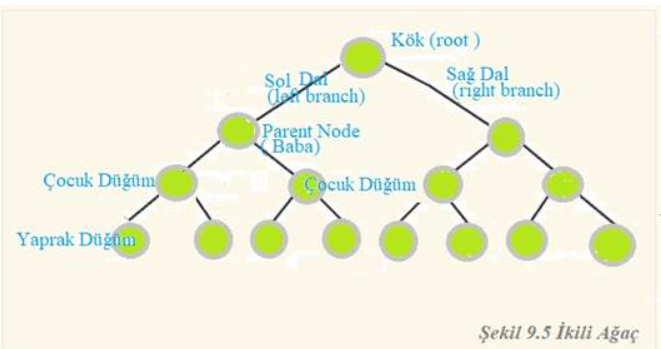 Kök (root )
Sol Dal
(left branch)
Sağ Dal
(right branch)
Parent Node
( Baba)
Çocuk Düğüm
Çocuk Düğüm
Yaprak Düğüm
Şekil 9.5 İkili Ağaç